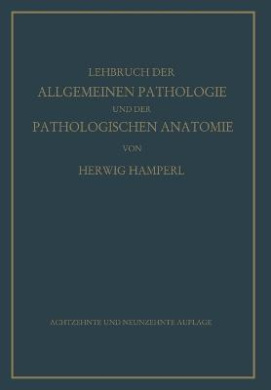 LEHRBUCH DER
ALLGEMEINEN PATHOLOGIE
UND DER
PATHOLOGISCHEN ANATOMIE
VON
HERWIG HAMPERL
ACHTZEHNTE UND NEUNZEHNTE AUFLAGE